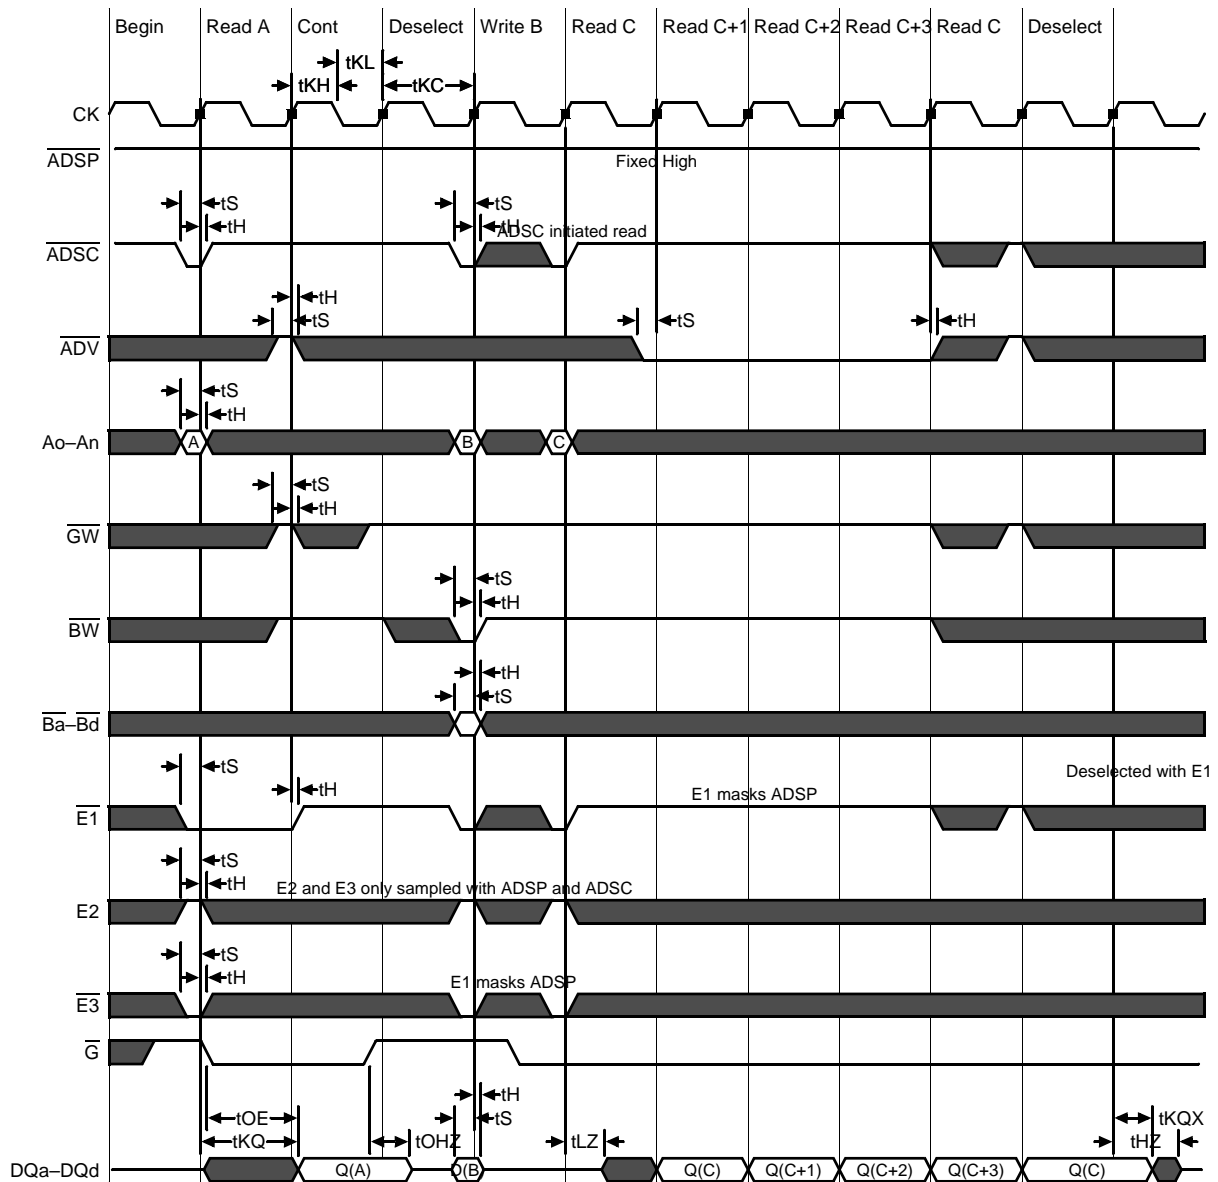 Begin Read A Cont Deselect Write B Read C Read C+1 Read C+2 Read C+3 Read C Deselect
tKL
tKH tKC
CK
ADSP Fixed High
tS tS
tH tH
ADSC initiated read
ADSC
tH
tS tS tH
ADV
tS
tH
Ao–An A B C
tS
tH
GW
tS
tH
BW
tH
tS
Ba–Bd
tS Deselected with E1
tH E1 masks ADSP
E1
tS
tH E2 and E3 only sampled with ADSP and ADSC
E2
tS
tH E1 masks ADSP
E3
G
tH
tOE tS tKQX
tKQ tOHZ tLZ tHZ
DQa–DQd Q(A) D(B) Q(C) Q(C+1) Q(C+2) Q(C+3) Q(C)